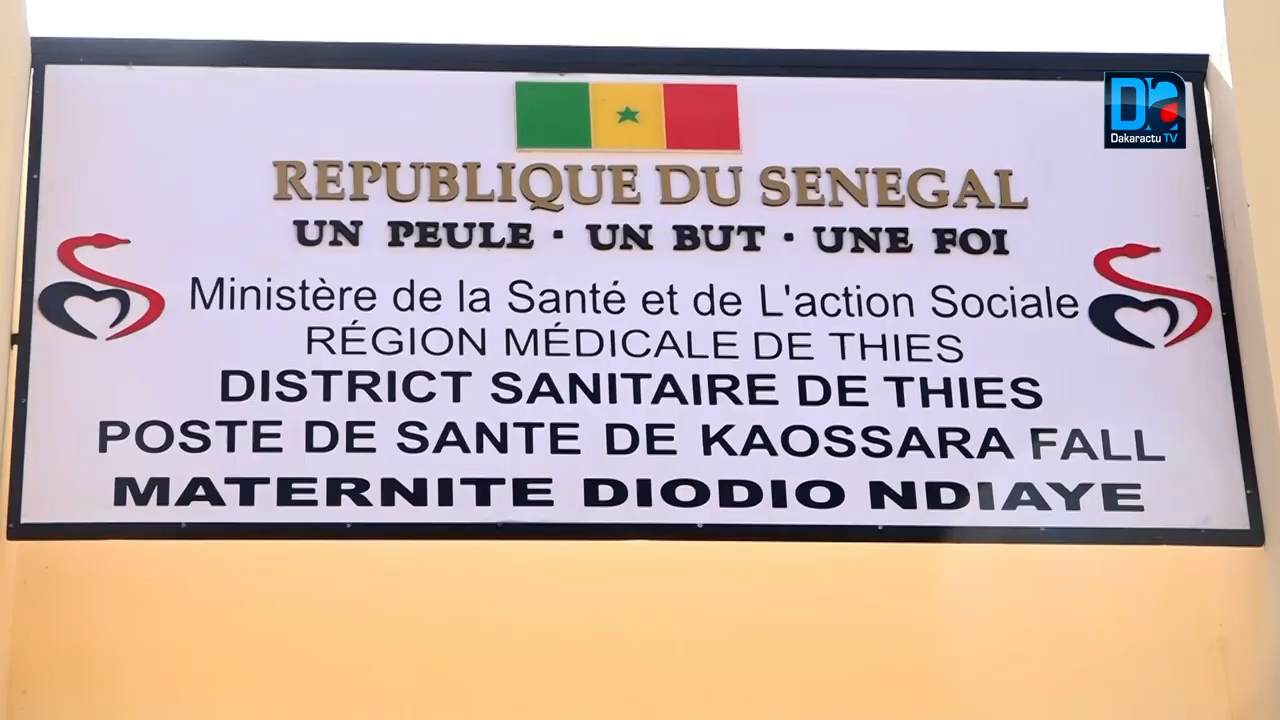 Dakaractu TV
REPUBLIQUE DU SENEGAL
UN PEULE · UN BUT · UNE FOI
Ministère de la Santé et de L'action Sociale
RÉGION MÉDICALE DE THIES
DISTRICT SANITAIRE DE THIES
POSTE DE SANTE DE KAOSSARA FALL
MATERNITE DIODIO NDIAYE